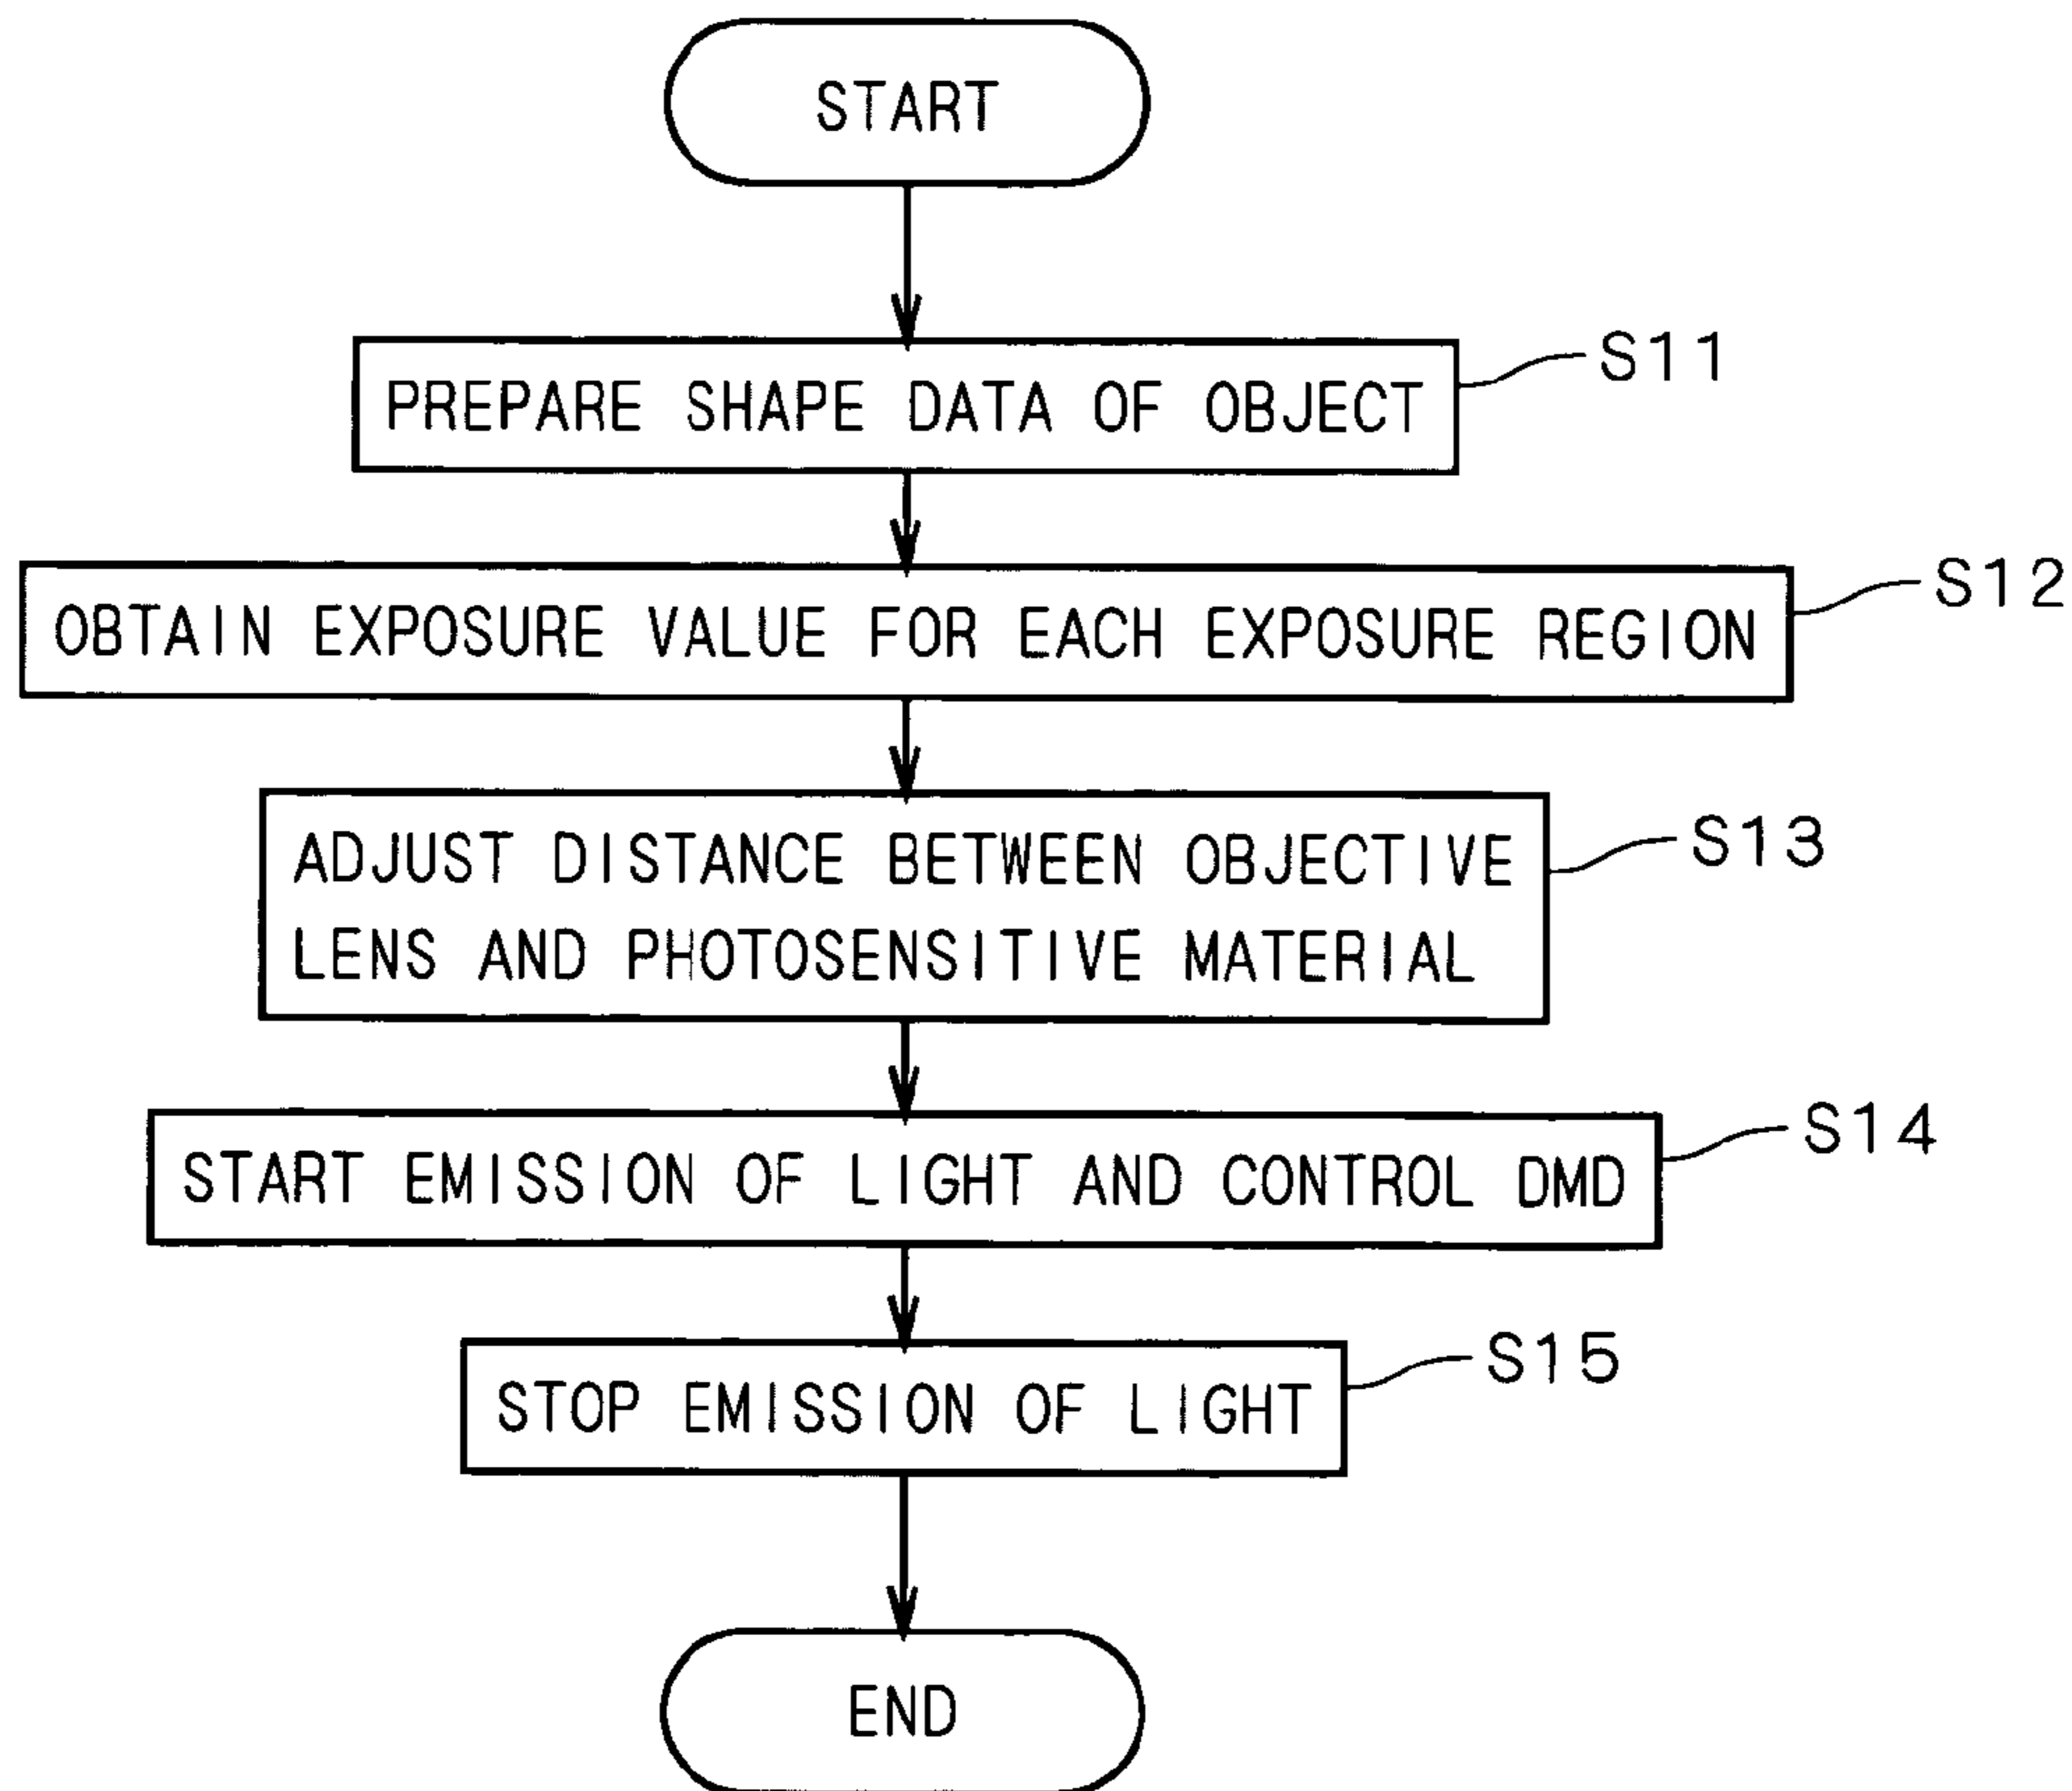 START
PREPARE SHAPE DATA OF OBJECT
S11
OBTAIN EXPOSURE VALUE FOR EACH EXPOSURE REGION
S12
ADJUST DISTANCE BETWEEN OBJECTIVE
LENS AND PHOTOSENSITIVE MATERIAL
S13
START EMISSION OF LIGHT AND CONTROL DMD
S14
STOP EMISSION OF LIGHT
S15
END